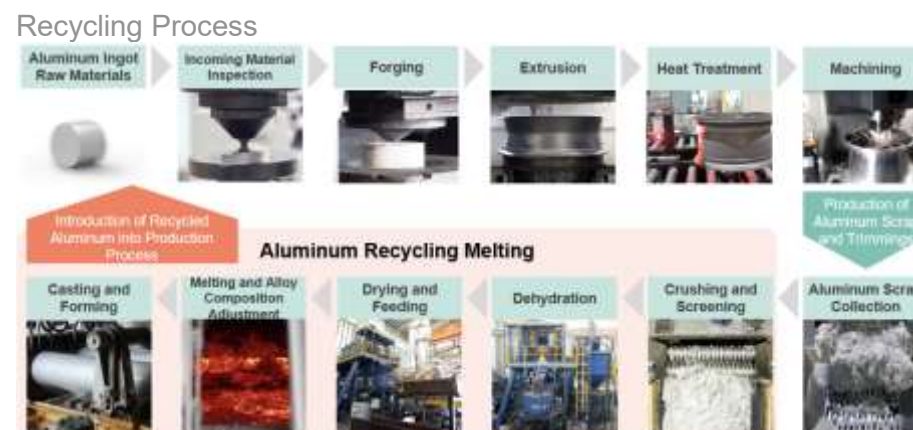 Recycling Process
Aluminum Ingot
Raw Materials
Incoming Material
Inspection
Forging
Extrusion
Heat Treatment
Machining
Introduction of Recycled
Aluminum into Production
Process
Production of
Aluminum Scra
and Trimmings
Aluminum Recycling Melting
Casting and
Forming
Melting and Alloy
Composition
Adjustment
Drying and
Feeding
Dehydration
Crushing and
Screening
Aluminum Scra
Collection